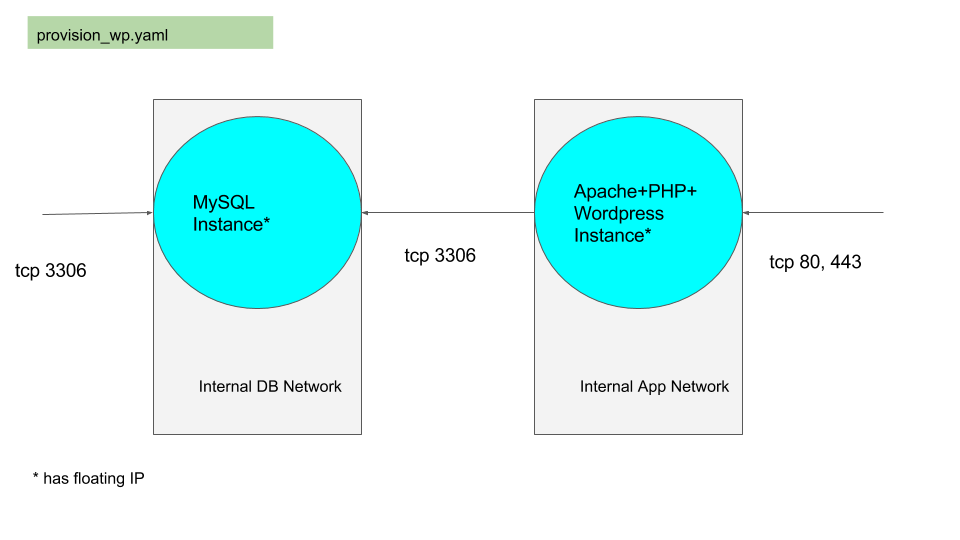 provision_wp.yaml
MySQL
Instance*
Apache+PHP+
Wordpress
Instance*
tcp 3306
tcp 3306
tcp 80, 443
Internal DB Network
Internal App Network
* has floating IP